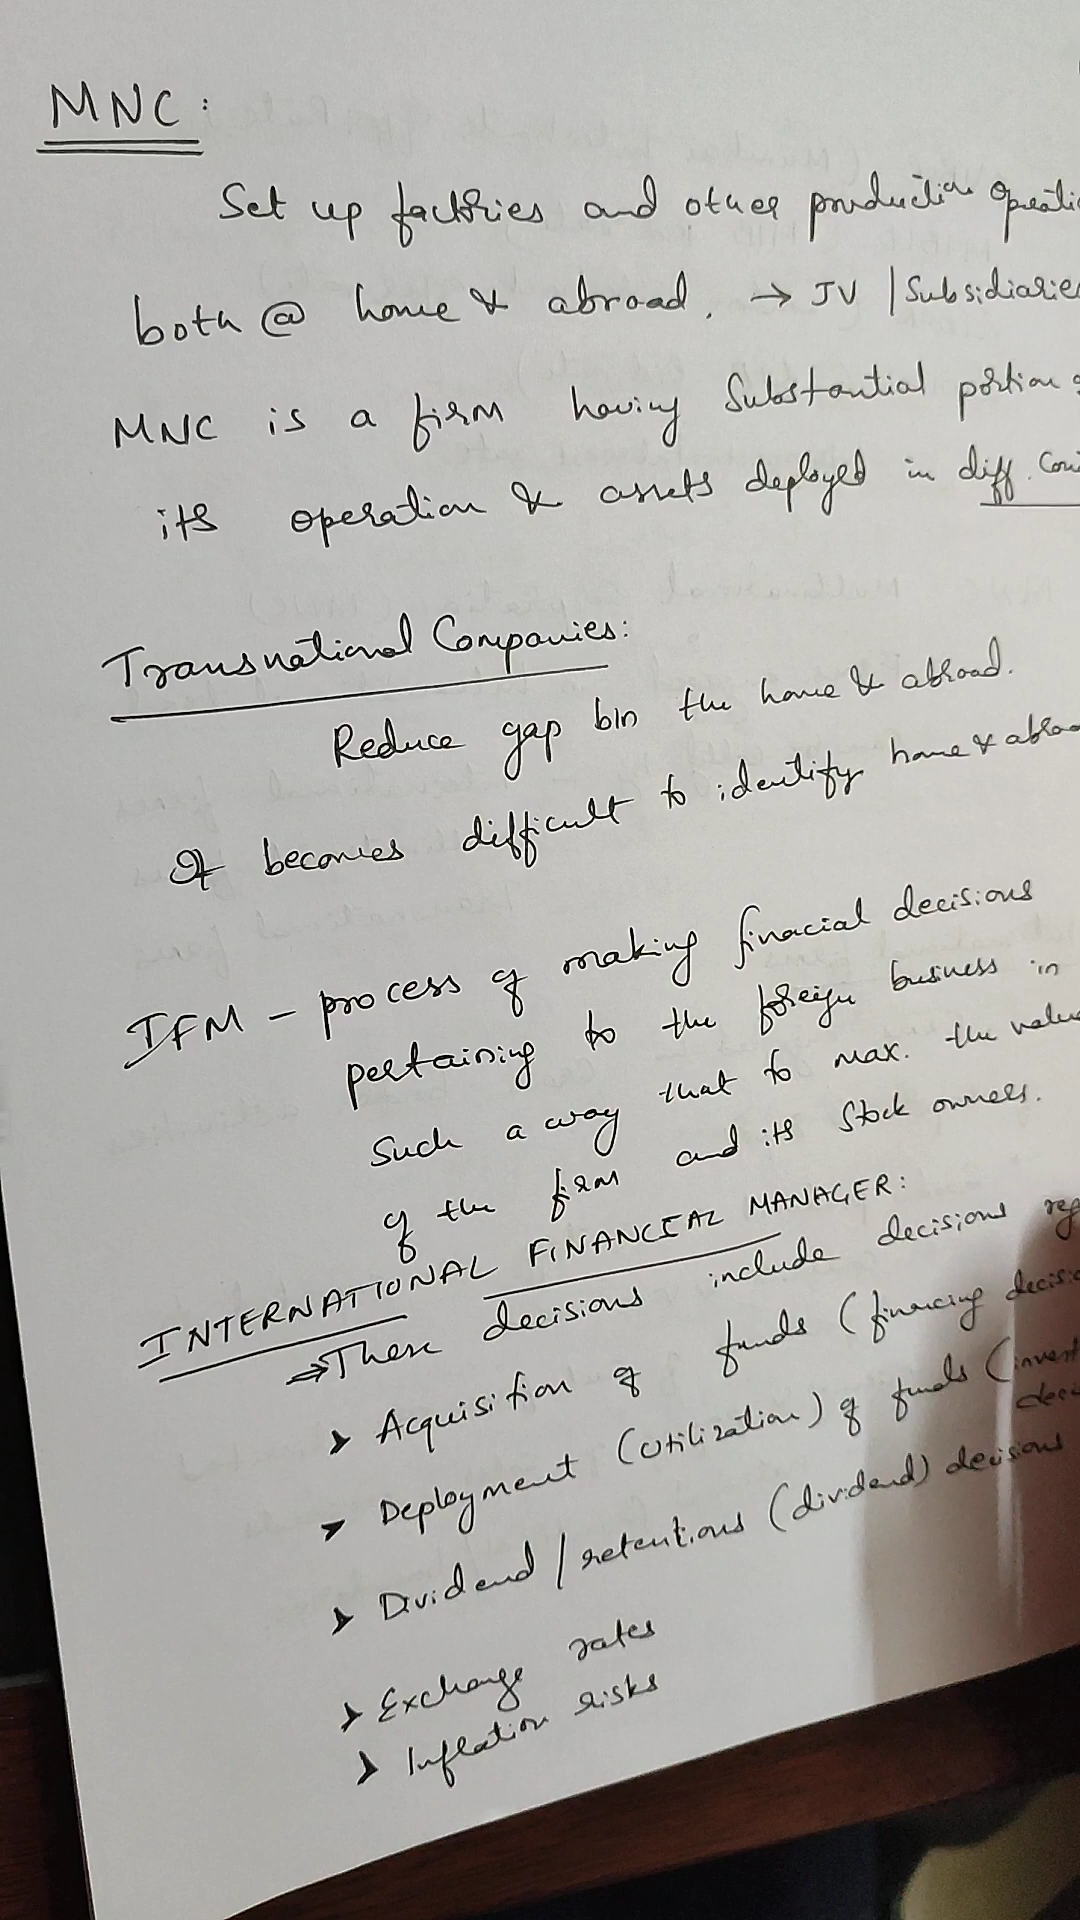 MNC:
Set up factories and other production
both @ home & abroad. → JV | Subsidiaries
MNC is a firm having Substantial portion
its operation & assets deployed in diff.
Transnational Companies:
Reduce gap b/n the home & abroad.
It becomes difficult to identify home &
IFM - process of making finacial decisions
pertaining to the foreign business in
Such a way that to max. the value
of the firm and its Stock owners.
INTERNATIONAL FINANCIAL MANAGER:
⇒ These decisions include decisions
➤ Acquisition of funds (financing
➤ Deployment (Utilization) of funds
➤ Dividend / retentions (dividend) decisions
➤ Exchange rates
➤ Inflation risks